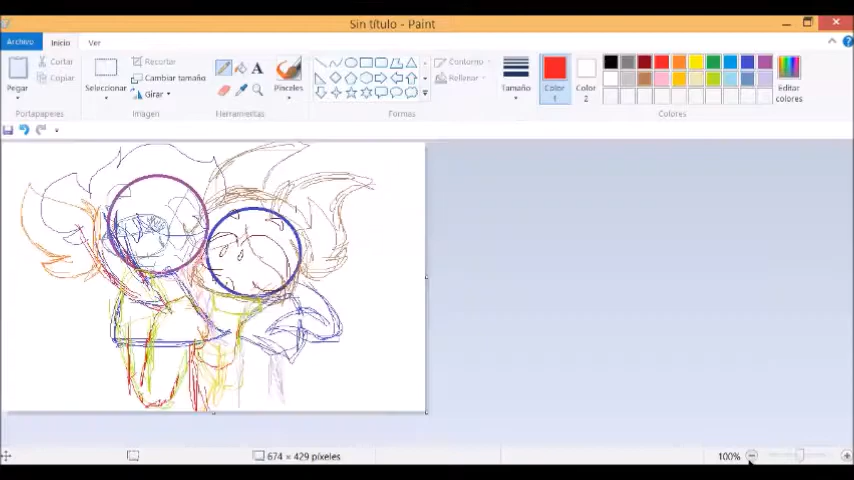 Sin título - Paint
Archivo Inicio Ver
Pegar
Cortar
Copiar
Portapapeles
Seleccionar
Recortar
Cambiar tamaño
Girar
Imagen
A
Herramientas
Pinceles
Contorno
Rellenar
Formas
Tamaño
Color 1
Color 2
Editar colores
Colores
674 × 429 píxeles
100%